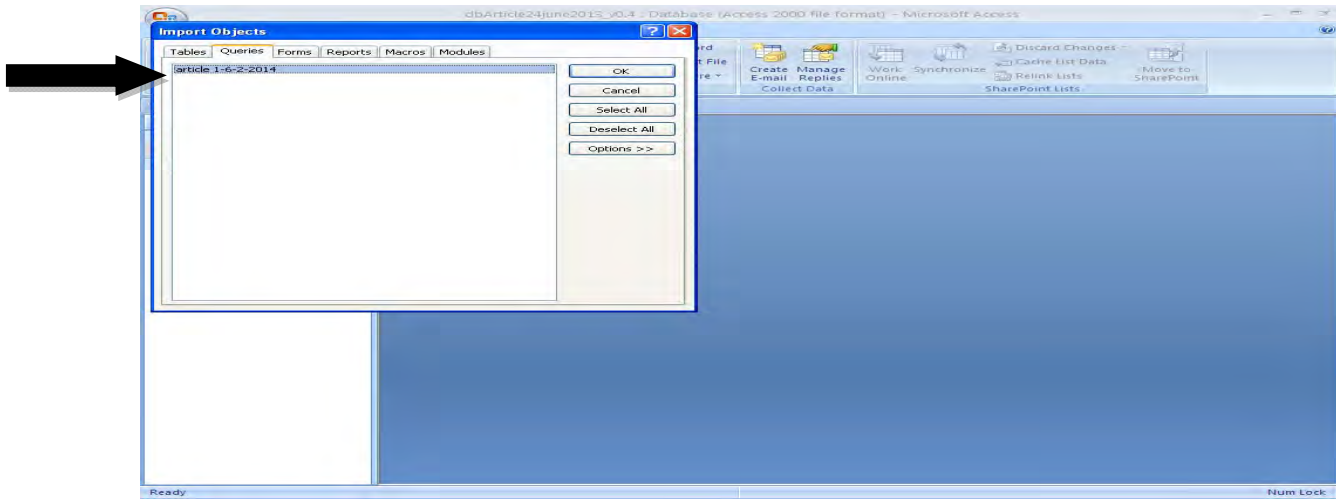 dbArticle24June2015_v0.4 : Database (Access 2000 file format) - Microsoft Access
Import Objects
Tables Queries Forms Reports Macros Modules
article 1-6-2-2014
OK
Cancel
Select All
Deselect All
Options >>
Create E-mail
Manage Replies
Collect Data
Work Online
Synchronize
Discard Changes
Cache List Data
Relink Lists
Move to SharePoint
SharePoint Lists
Ready
Num Lock